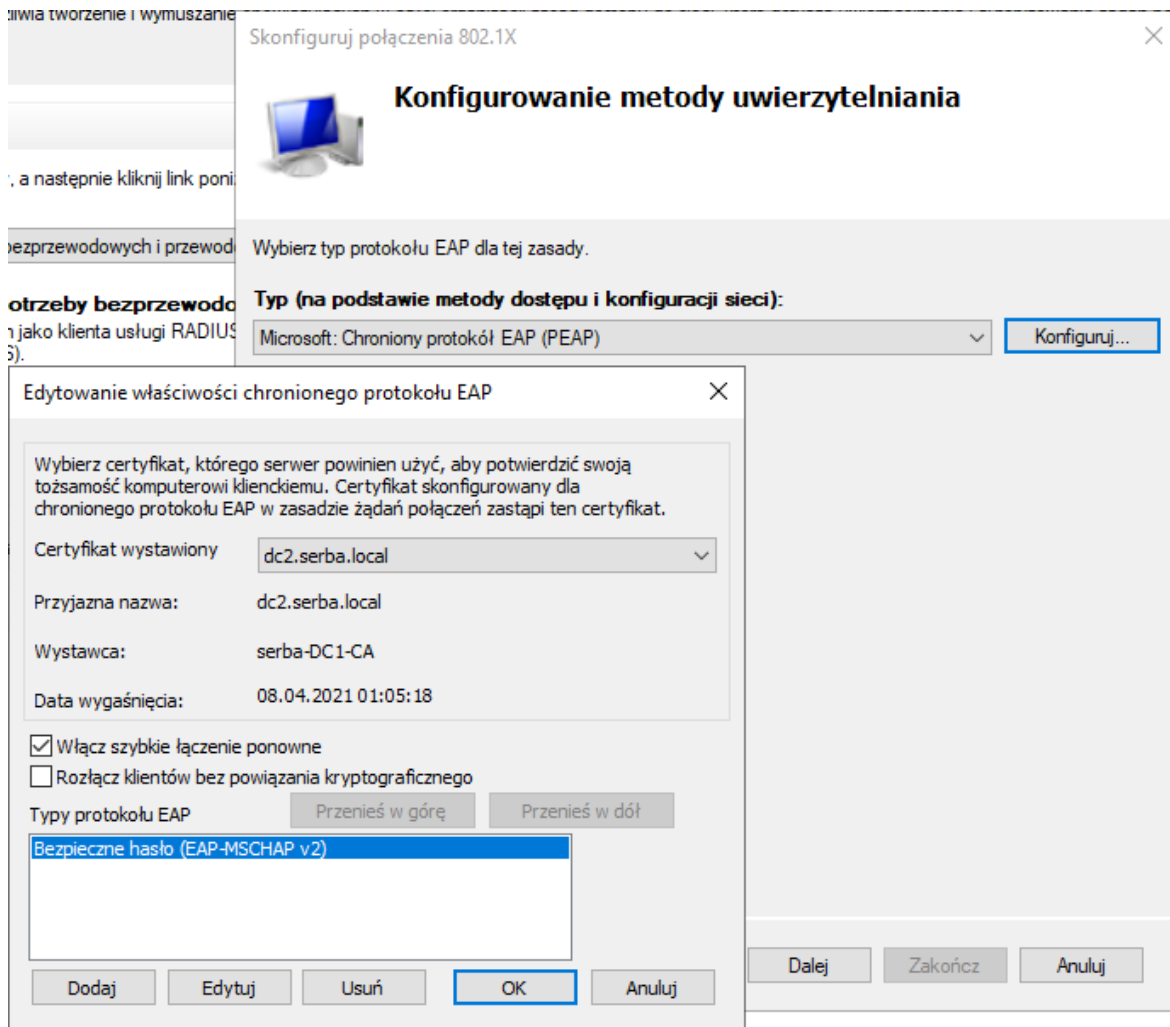 tworzenie i wymuszanie
Skonfiguruj połączenia 802.1X
Konfigurowanie metody uwierzytelniania
, a następnie kliknij link
bezprzewodowych i
Wybierz typ protokołu EAP dla tej zasady.
potrzeby
Typ (na podstawie metody dostępu i konfiguracji sieci):
jako klienta usługi RADIUS
Microsoft: Chroniony protokół EAP (PEAP)
Konfiguruj...
Edytowanie właściwości chronionego protokołu EAP
Wybierz certyfikat, którego serwer powinien użyć, aby potwierdzić swoją
tożsamość komputerowi klienckiemu. Certyfikat skonfigurowany dla
chronionego protokołu EAP w zasadzie żądań połączeń zastąpi ten certyfikat.
Certyfikat wystawiony
dc2.serba.local
Przyjazna nazwa:
dc2.serba.local
Wystawca:
serba-DC1-CA
Data wygaśnięcia:
08.04.2021 01:05:18
Włącz szybkie łączenie ponowne
Rozłącz klientów bez powiązania kryptograficznego
Typy protokołu EAP
Przenieś w górę
Przenieś w dół
Bezpieczne hasło (EAP-MSCHAP v2)
Dodaj
Edytuj
Usuń
OK
Anuluj
Dalej
Zakończ
Anuluj